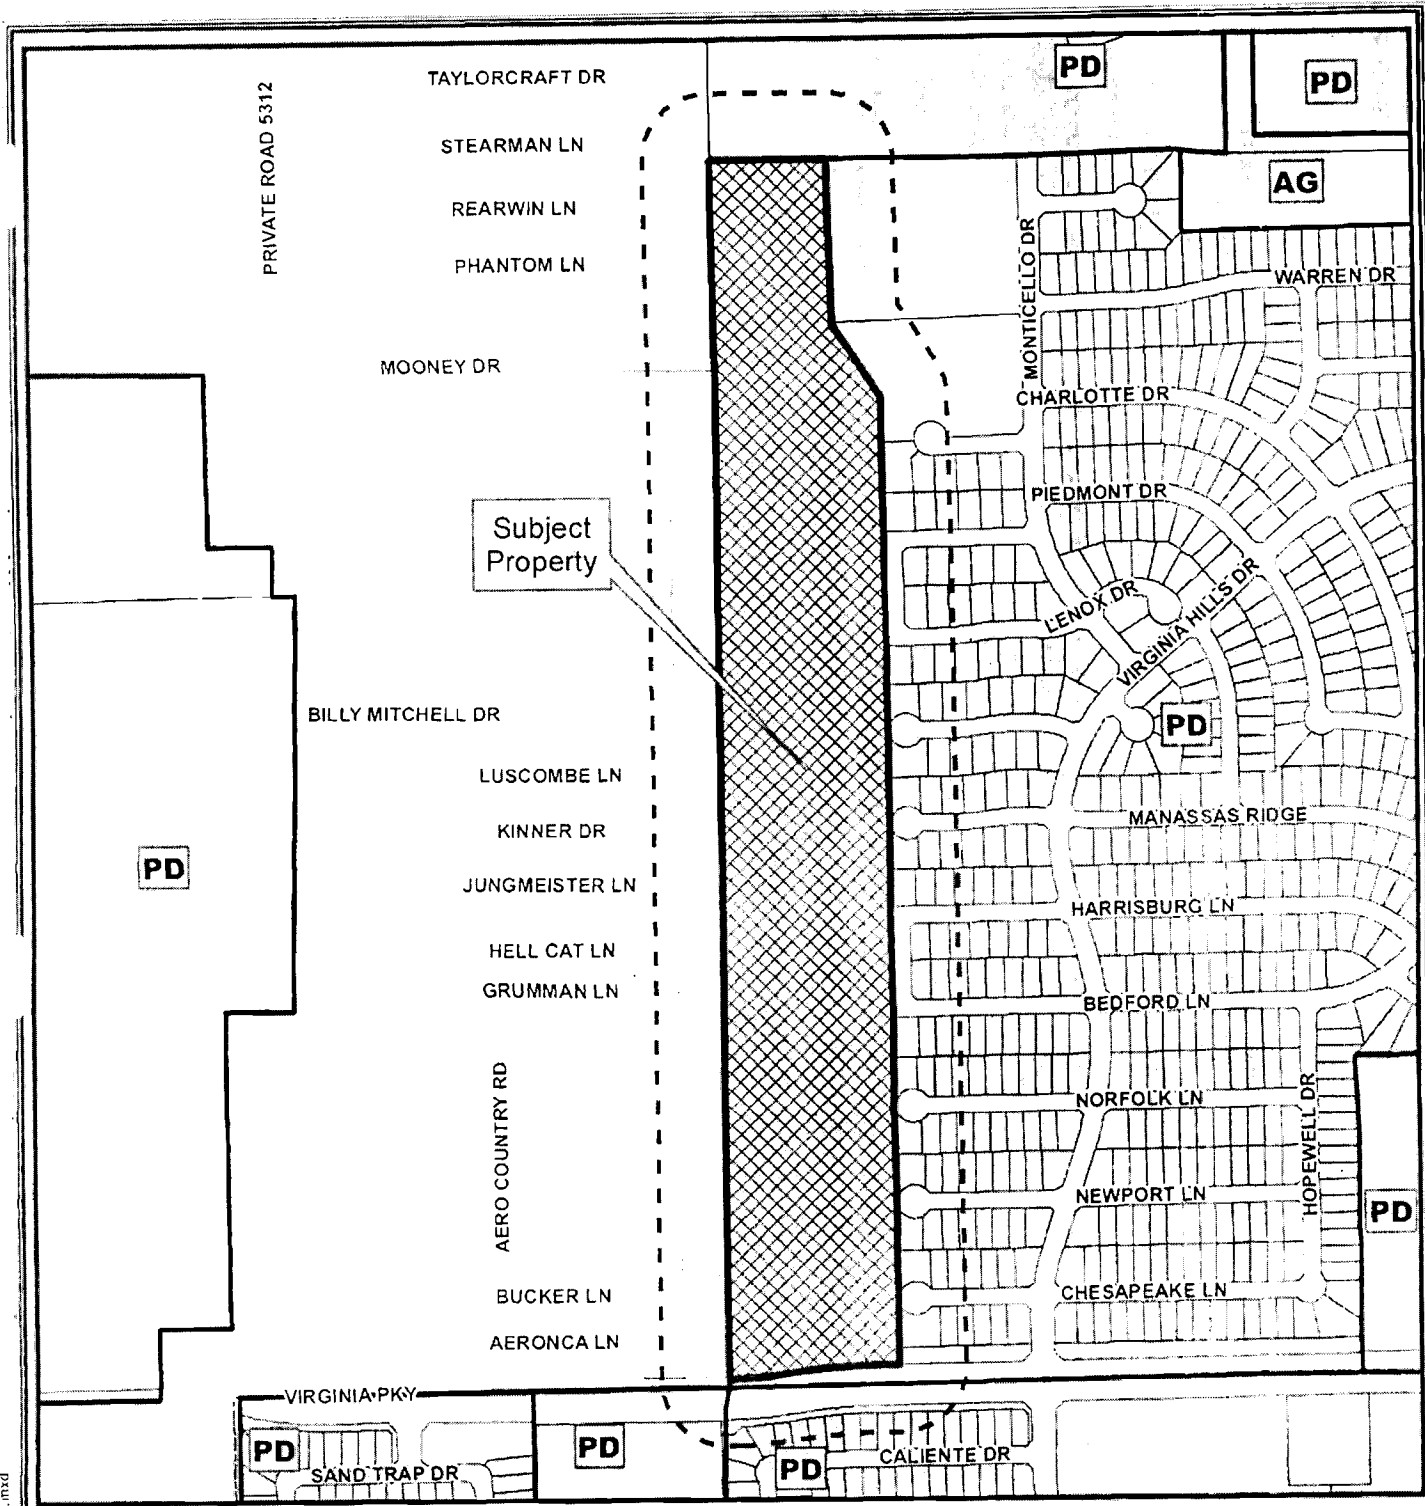 TAYLORCRAFT DR
PD
PD
PRIVATE ROAD 5312
STEARMAN LN
AG
REARWIN LN
MONTICELLO DR
PHANTOM LN
WARREN DR
MOONEY DR
CHARLOTTE DR
PIEDMONT DR
Subject
Property
LENOX DR
VIRGINIA HILLS DR
BILLY MITCHELL DR
PD
LUSCOMBE LN
MANASSAS RIDGE
KINNER DR
PD
JUNGMEISTER LN
HARRISBURG LN
HELL CAT LN
GRUMMAN LN
BEDFORD LN
AERO COUNTRY RD
NORFOLK LN
HOPEWELL DR
NEWPORT LN
PD
BUCKER LN
CHESAPEAKE LN
AERONCA LN
VIRGINIA PKY
PD
PD
CALIENTE DR
PD
SAND TRAP DR
.mxd